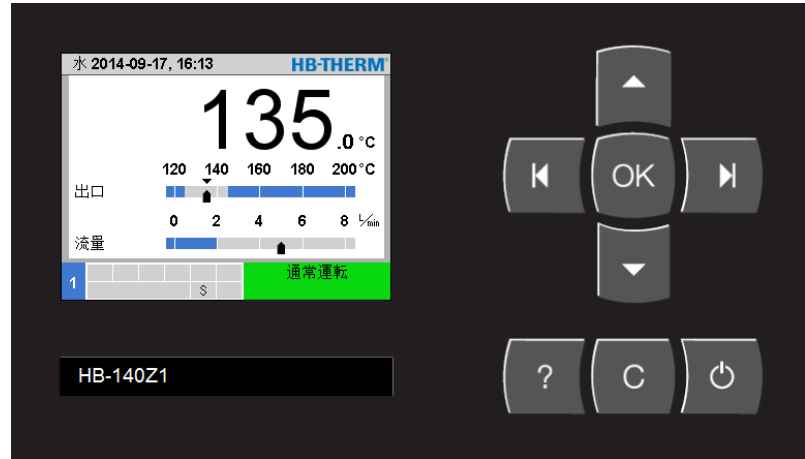 水 2014-09-17, 16:13 HB-THERM®
135.0 °C
120 140 160 180 200°C
出口
0 2 4 6 8 L/min
流量
1 S 通常運転
OK
HB-140Z1
? C